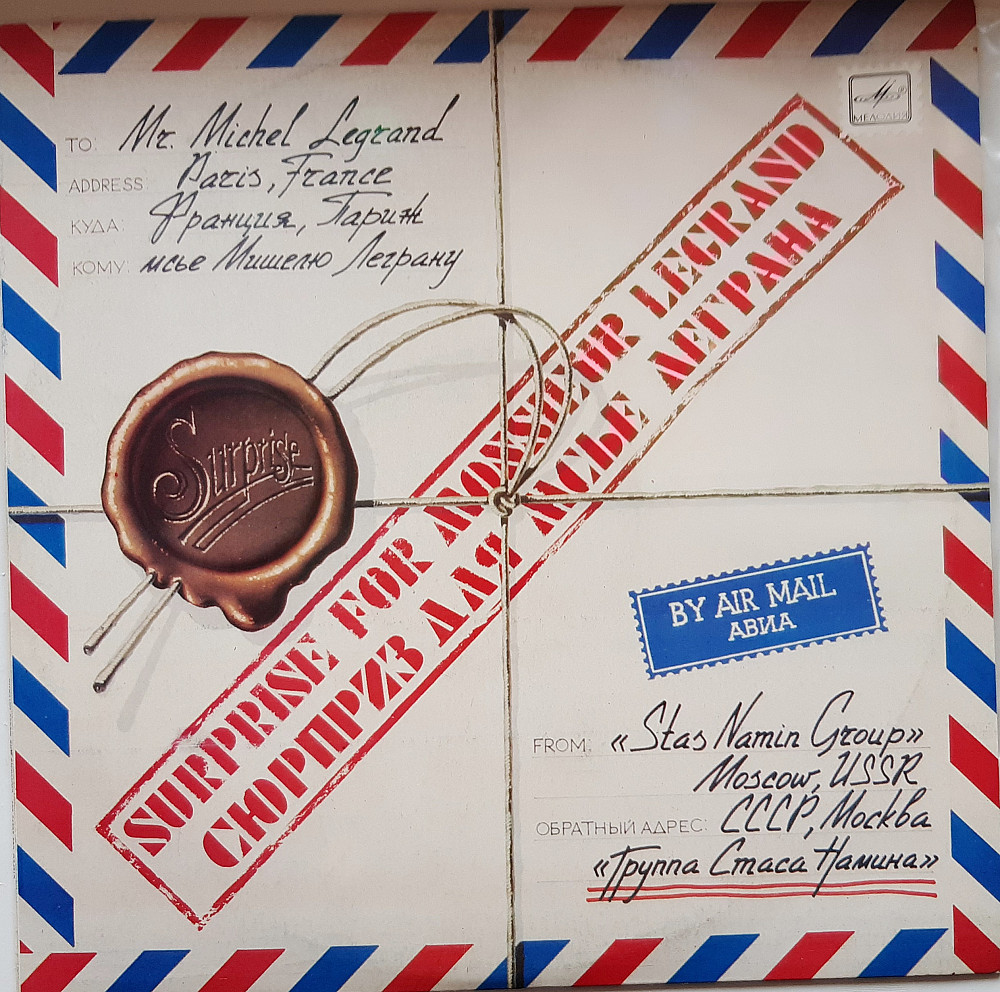 TO: Mr. Michel Legrand
ADDRESS: Paris, France
КУДА: Франция, Париж
КОМУ: мсье Мишелю Леграну
МЕЛОДИЯ
Surprise
SURPRISE FOR MONSIEUR LEGRAND
СЮРПРИЗ ДЛЯ МСЬЕ ЛЕГРАНА
BY AIR MAIL
АВИА
FROM: «Stas Namin Group»
Moscow, USSR
ОБРАТНЫЙ АДРЕС: СССР, Москва
«Группа Стаса Намина»